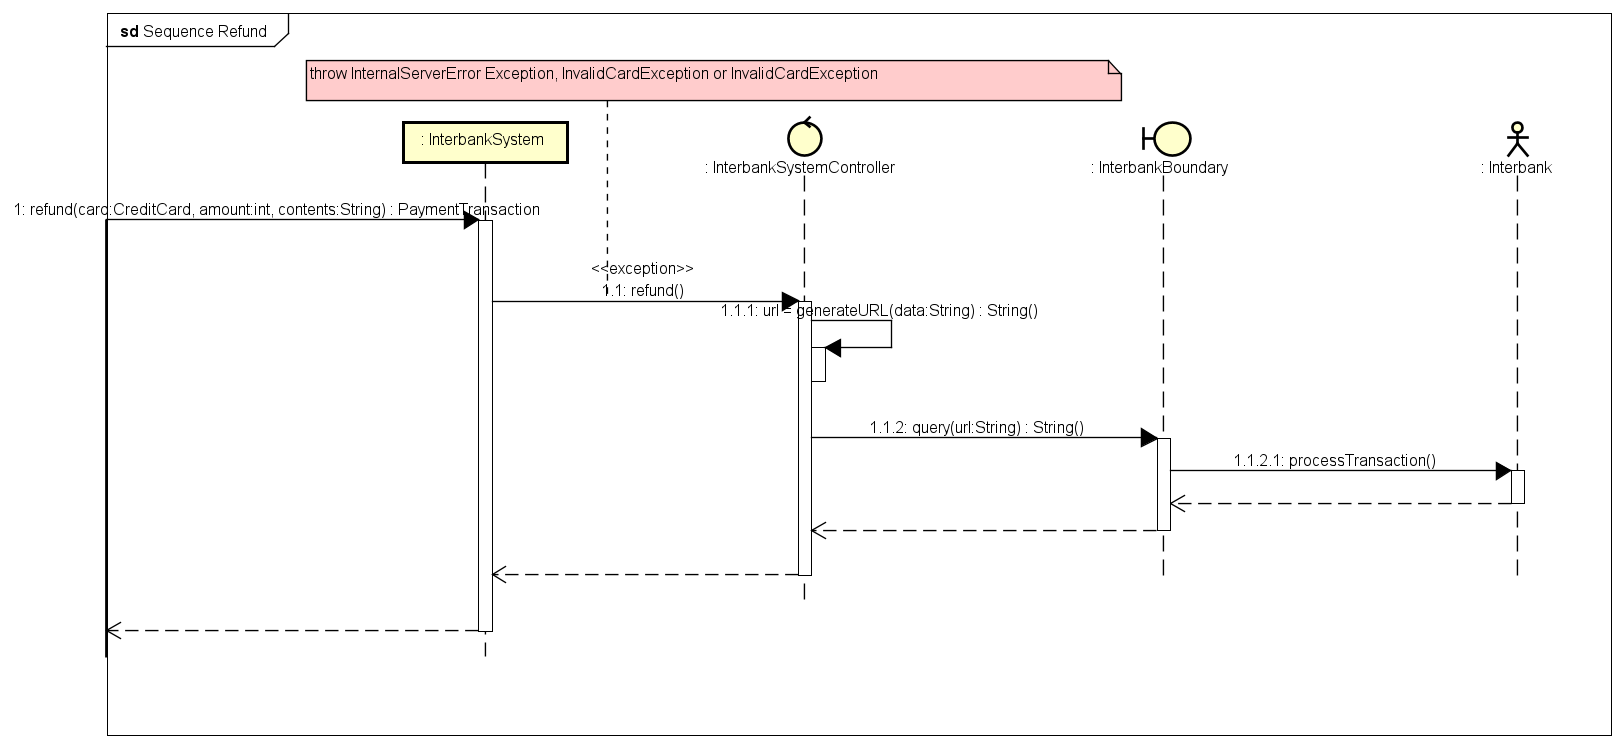 sd Sequence Refund
throw InternalServerError Exception, InvalidCardException or InvalidCardException
: InterbankSystem
: InterbankSystemController
: InterbankBoundary
: Interbank
1: refund(card:CreditCard, amount:int, contents:String) : PaymentTransaction
<<exception>>
1.1: refund()
1.1.1: url = generateURL(data:String) : String()
1.1.2: query(url:String) : String()
1.1.2.1: processTransaction()